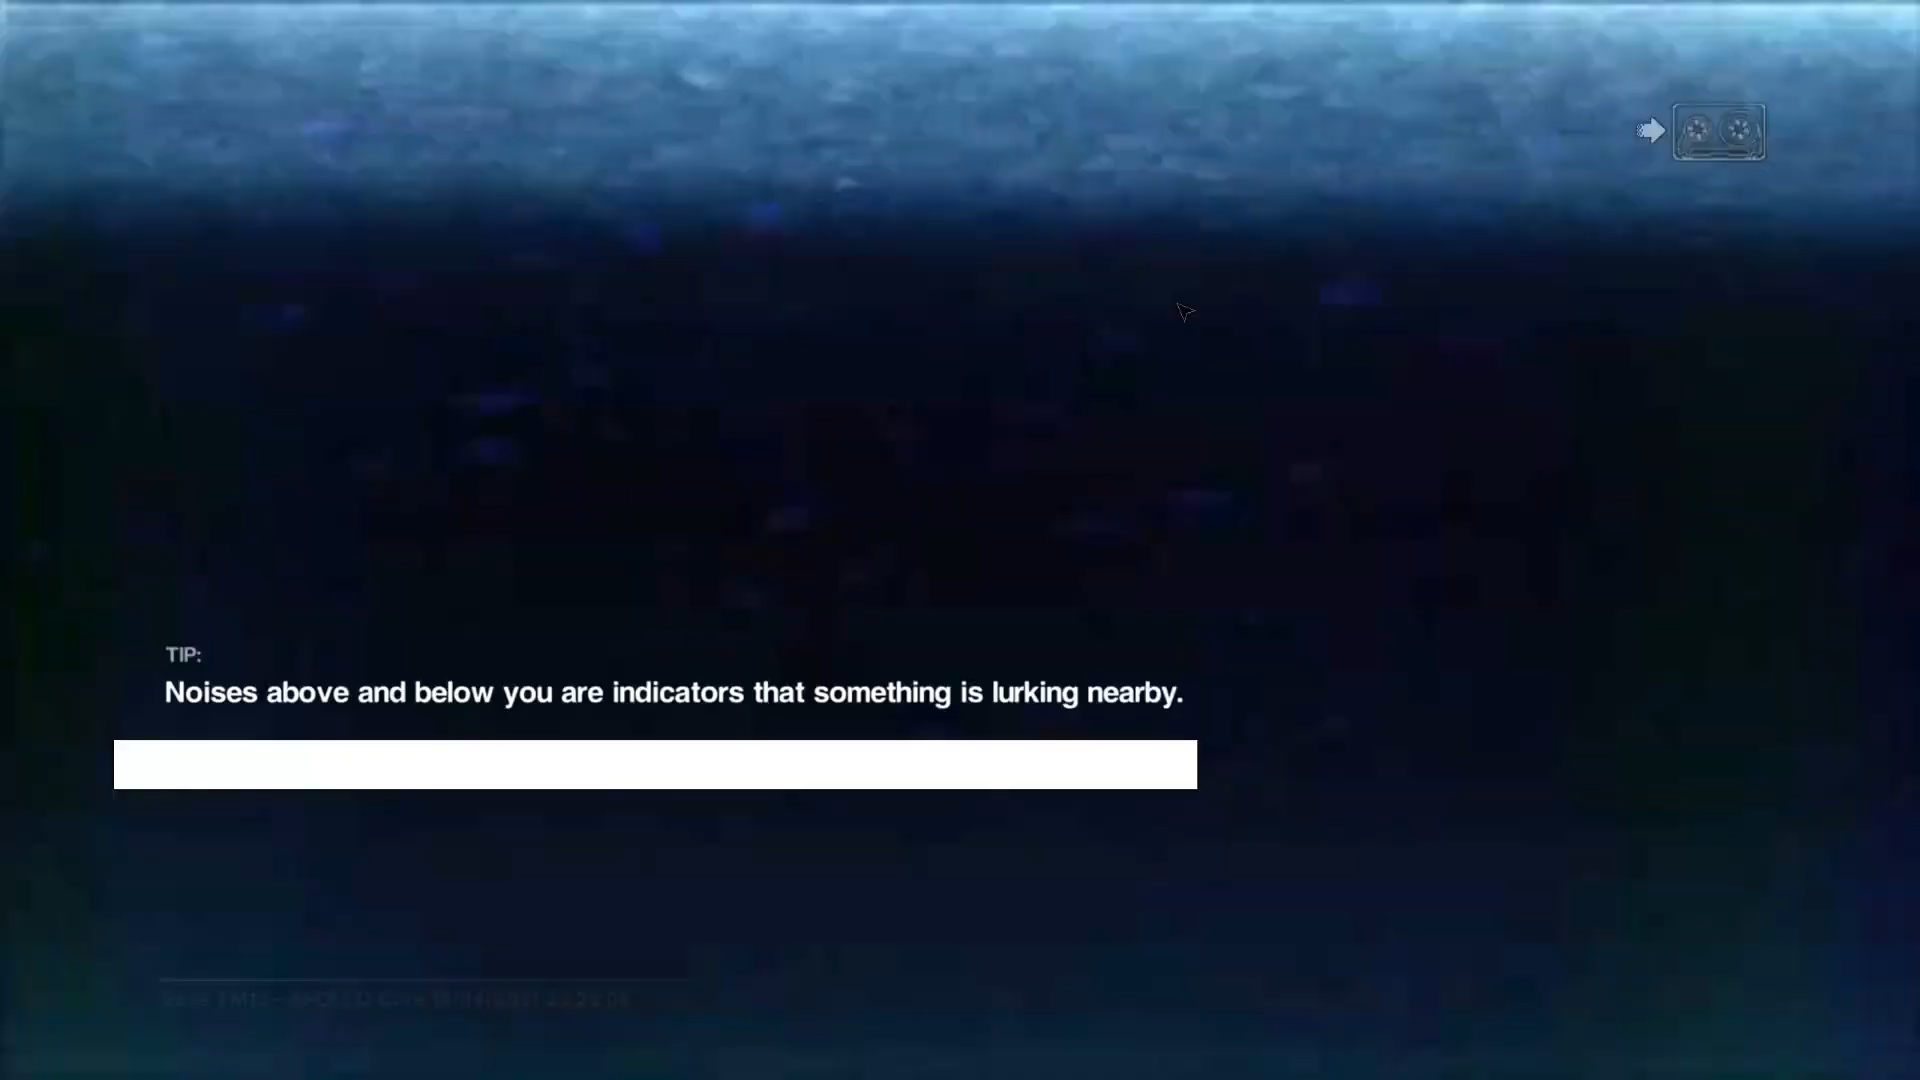 TIP:
Noises above and below you are indicators that something is lurking nearby.